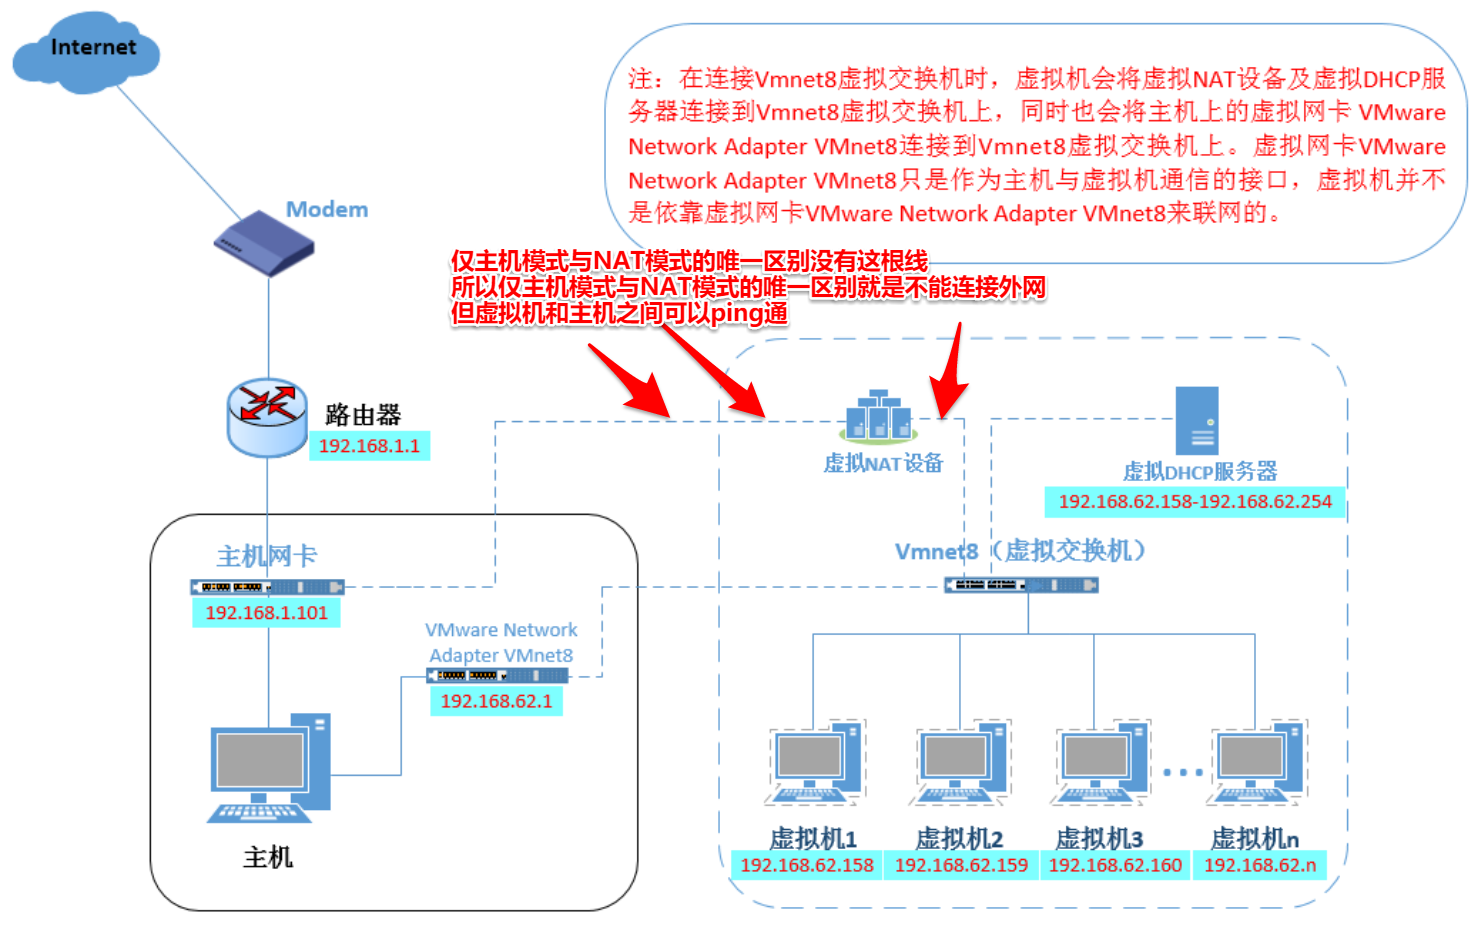 Internet
注：在连接Vmnet8虚拟交换机时，虚拟机会将虚拟NAT设备及虚拟DHCP服
务器连接到Vmnet8虚拟交换机上，同时也会将主机上的虚拟网卡 VMware
Network Adapter VMnet8连接到Vmnet8虚拟交换机上。虚拟网卡VMware
Network Adapter VMnet8只是作为主机与虚拟机通信的接口，虚拟机并不
是依靠虚拟网卡VMware Network Adapter VMnet8来联网的。
Modem
仅主机模式与NAT模式的唯一区别没有这根线
所以仅主机模式与NAT模式的唯一区别就是不能连接外网
但虚拟机和主机之间可以ping通
路由器
192.168.1.1
虚拟NAT设备
虚拟DHCP服务器
192.168.62.158-192.168.62.254
Vmnet8（虚拟交换机）
主机网卡
192.168.1.101
VMware Network
Adapter VMnet8
192.168.62.1
主机
虚拟机1
192.168.62.158
虚拟机2
192.168.62.159
虚拟机3
192.168.62.160
虚拟机n
192.168.62.n